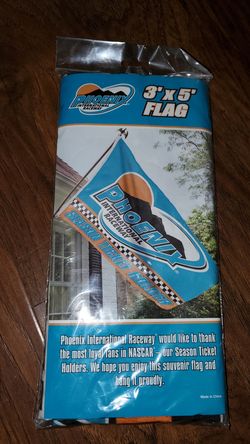 PHOENIX
INTERNATIONAL
RACEWAY
3' x 5'
FLAG
PHOENIX
INTERNATIONAL
RACEWAY
Phoenix International Raceway would like to thank
the most loyal fans in NASCAR – our Season Ticket
Holders. We hope you enjoy this souvenir flag and
hang it proudly.
Made in China